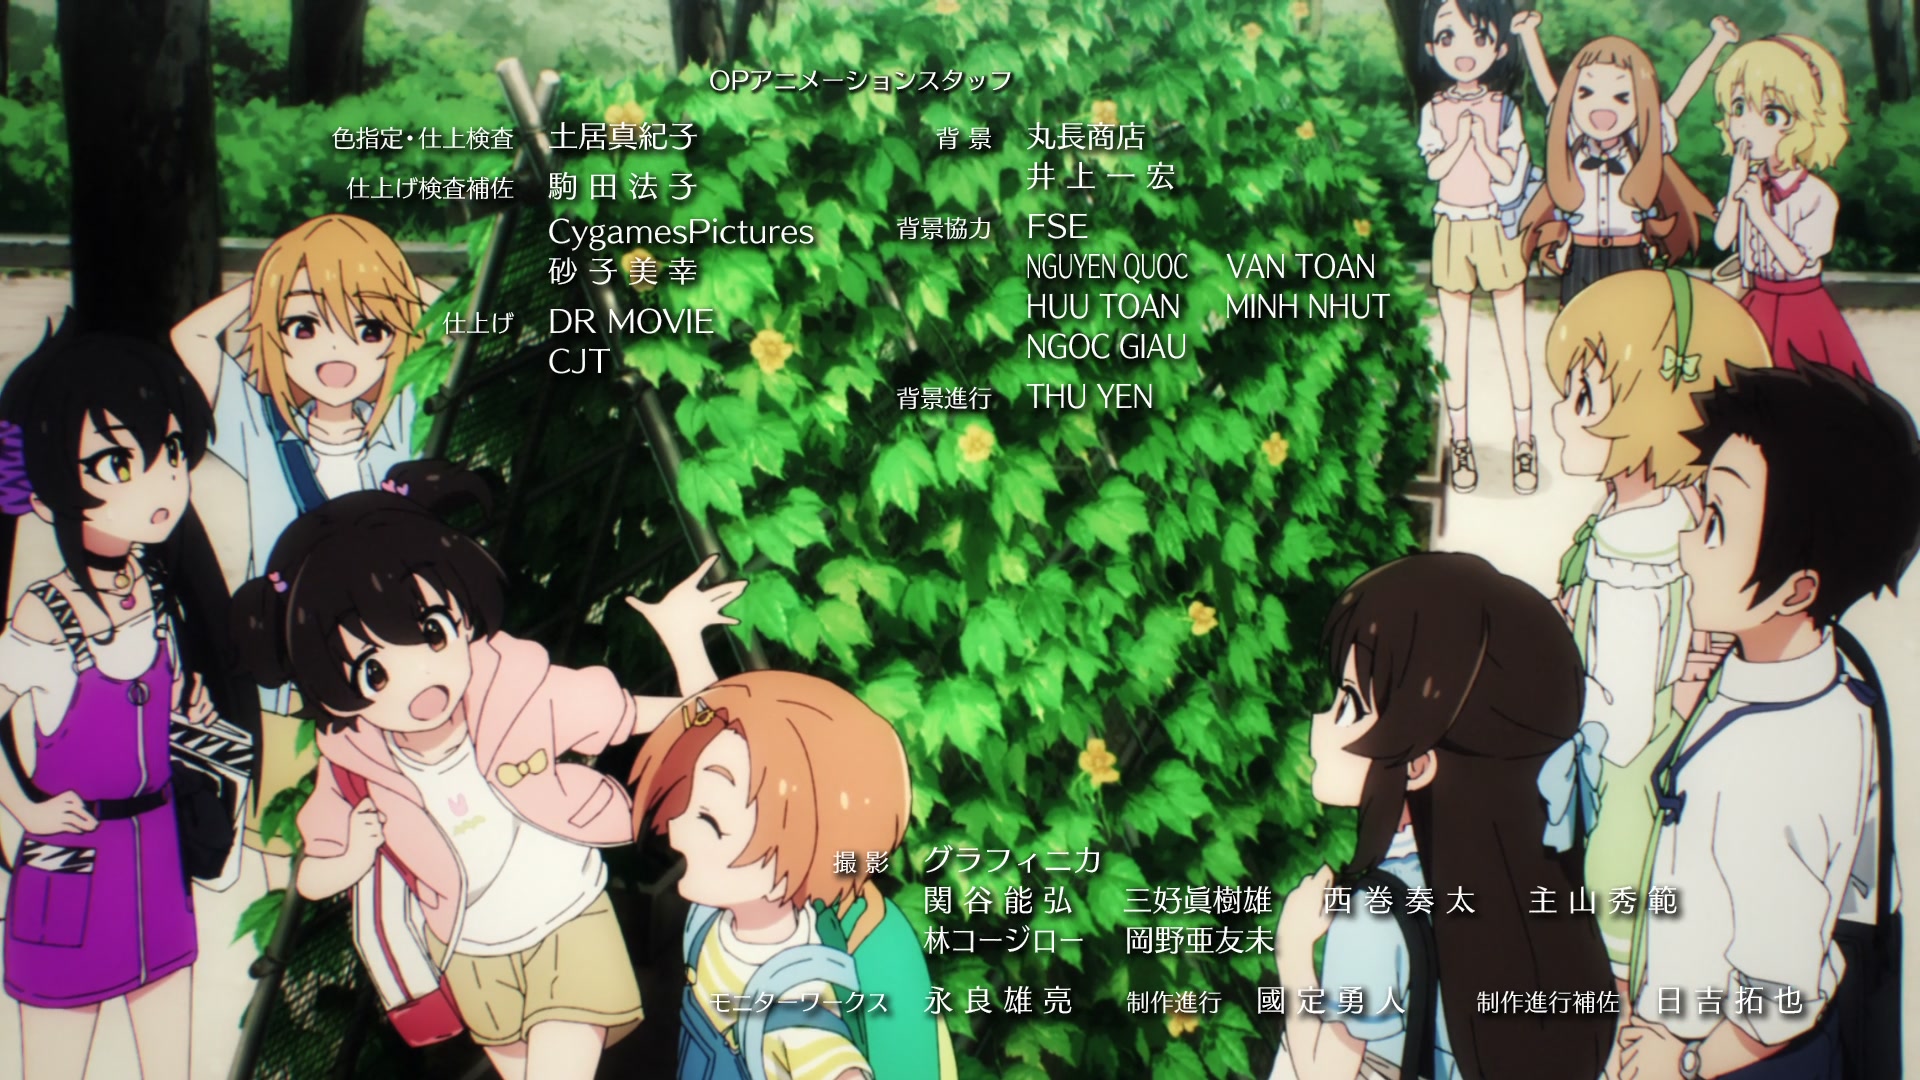 OPアニメーションスタッフ
色指定・仕上検査 土居真紀子
仕上げ検査補佐 駒田法子
CygamesPictures
砂子美幸
仕上げ DR MOVIE
CJT
背景 丸長商店
井上一宏
背景協力 FSE
NGUYEN QUOC VAN TOAN
HUU TOAN MINH NHUT
NGOC GIAU
背景進行 THU YEN
撮影 グラフィニカ
関谷能弘 三好眞樹雄 西巻奏太 主山秀範
林コージロー 岡野亜友未
モニターワークス 永良雄亮 制作進行 國定勇人 制作進行補佐 日吉拓也